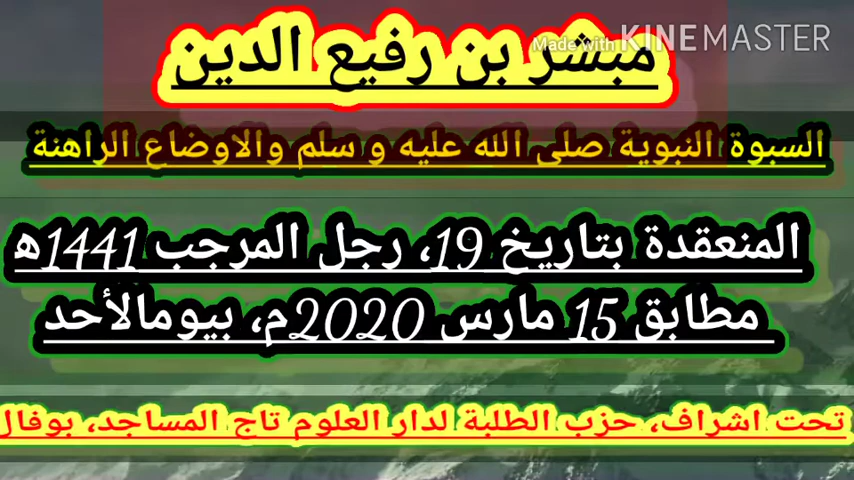 Made with KINEMASTER
مبشر بن رفيع الدين
السبوة النبوية صلى الله عليه و سلم والاوضاع الراهنة
المنعقدة بتاريخ 19، رجل المرجب 1441ه
مطابق 15 مارس 2020م، بيومالأحد
تحت اشراف، حزب الطلبة لدار العلوم تاج المساجد، بوفال